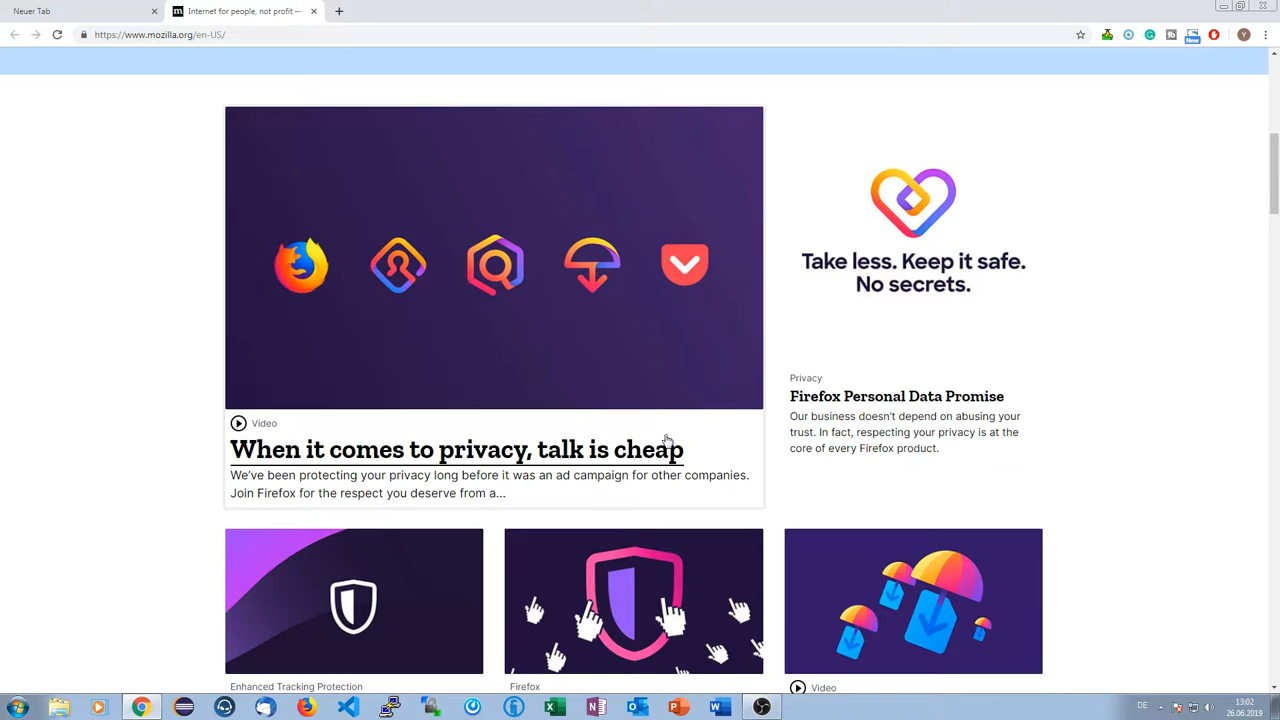 Neuer Tab
Internet for people, not profit —
https://www.mozilla.org/en-US/
New
Y
Take less. Keep it safe.
No secrets.
Privacy
Firefox Personal Data Promise
Our business doesn't depend on abusing your
trust. In fact, respecting your privacy is at the
core of every Firefox product.
Video
When it comes to privacy, talk is cheap
We've been protecting your privacy long before it was an ad campaign for other companies.
Join Firefox for the respect you deserve from a...
Enhanced Tracking Protection
Firefox
Video
DE
13:02
26.06.2019